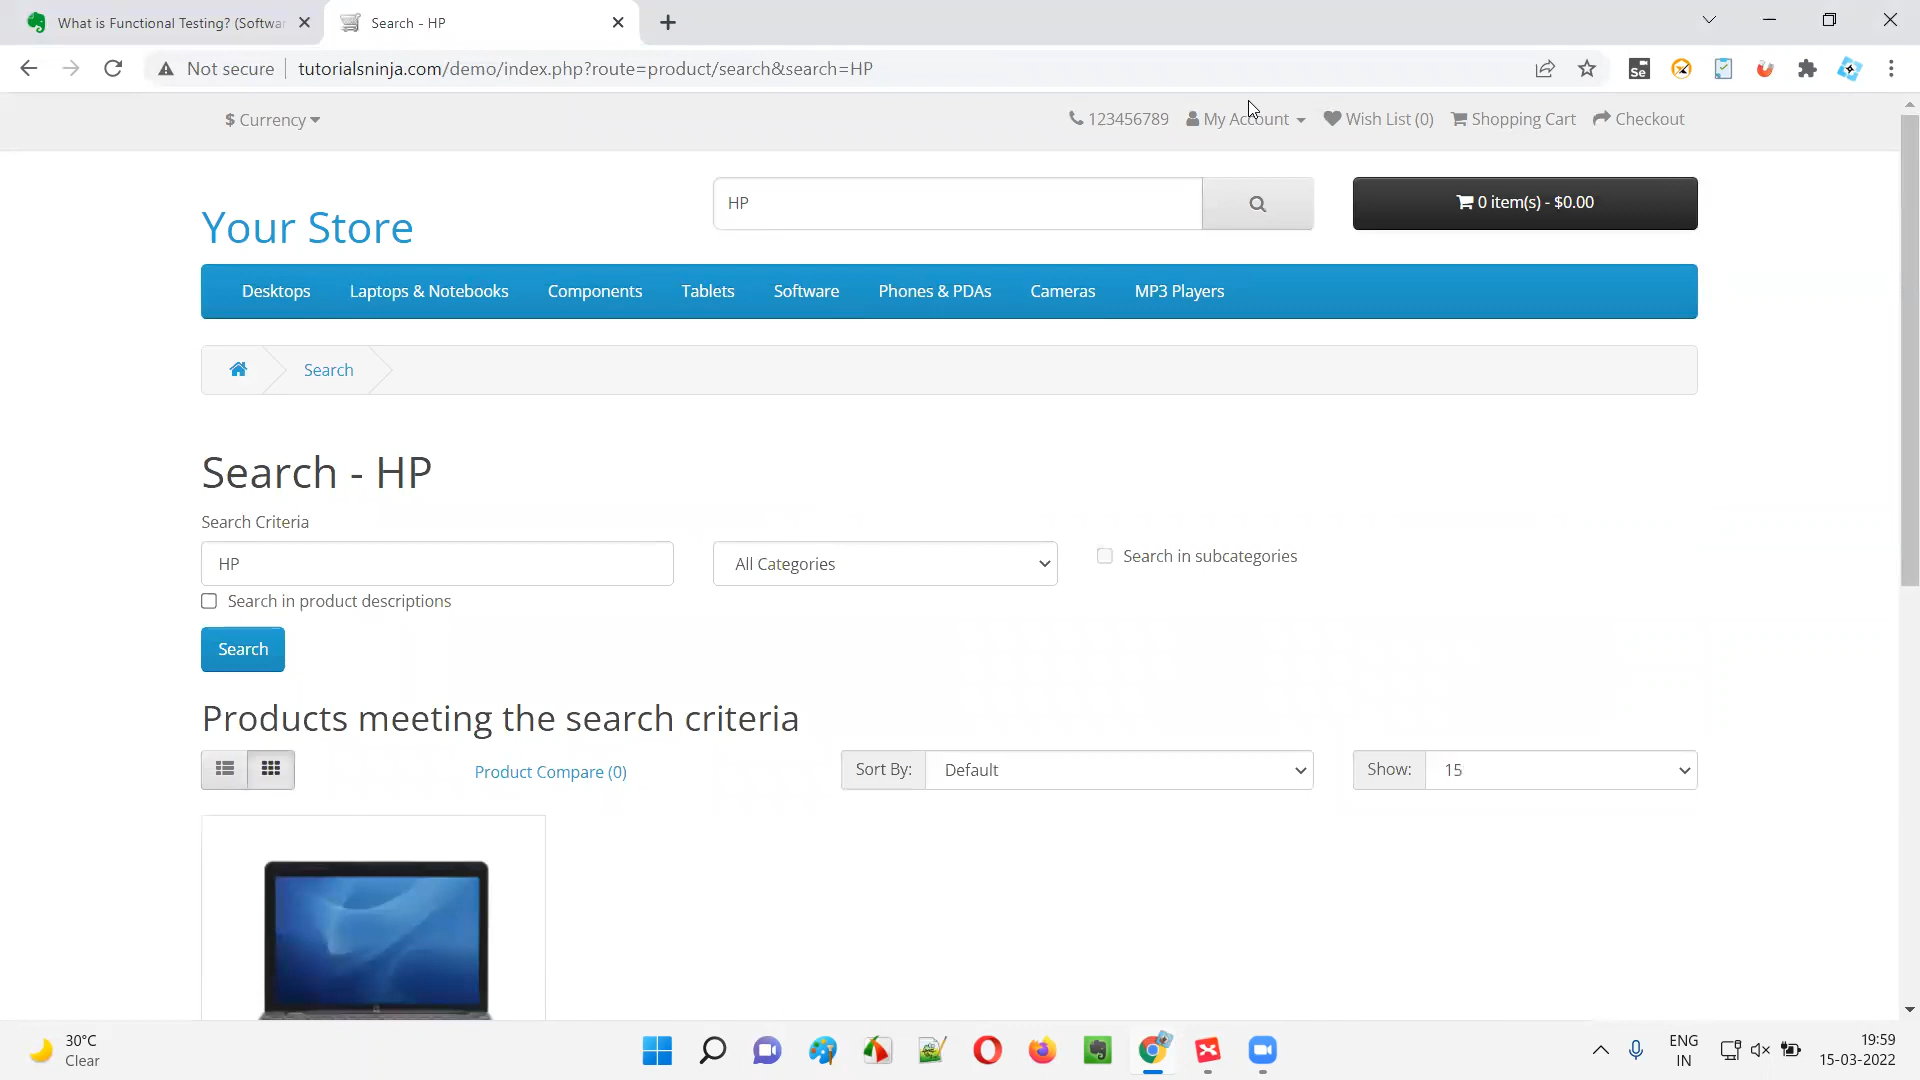 What is Functional Testing? (Softwar
Search - HP
Not secure
tutorialsninja.com/demo/index.php?route=product/search&search=HP
Se
$ Currency
123456789
My Account
Wish List (0)
Shopping Cart
Checkout
Your Store
HP
0 item(s) - $0.00
Desktops
Laptops & Notebooks
Components
Tablets
Software
Phones & PDAs
Cameras
MP3 Players
Search
Search - HP
Search Criteria
HP
All Categories
Search in subcategories
Search in product descriptions
Search
Products meeting the search criteria
Product Compare (0)
Sort By:
Default
Show:
15
30°C
Clear
ENG
IN
19:59
15-03-2022